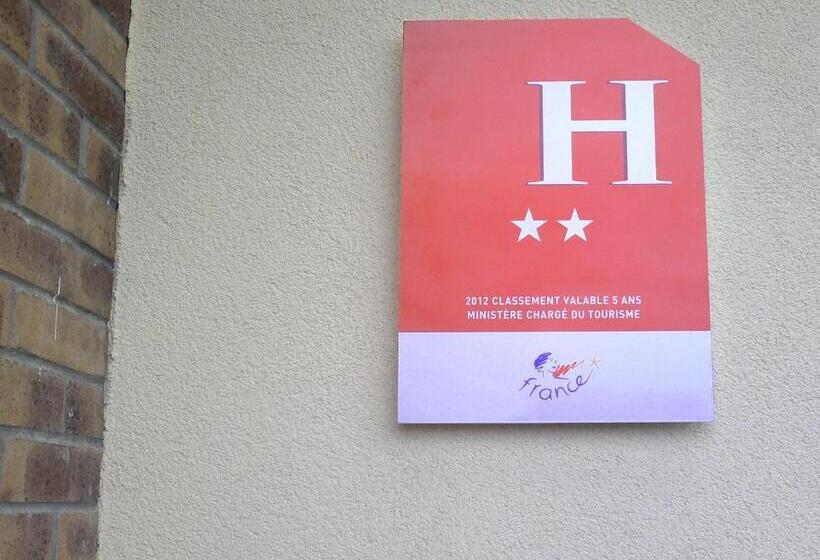 H
★★
2012 CLASSEMENT VALABLE 5 ANS
MINISTÈRE CHARGÉ DU TOURISME
france